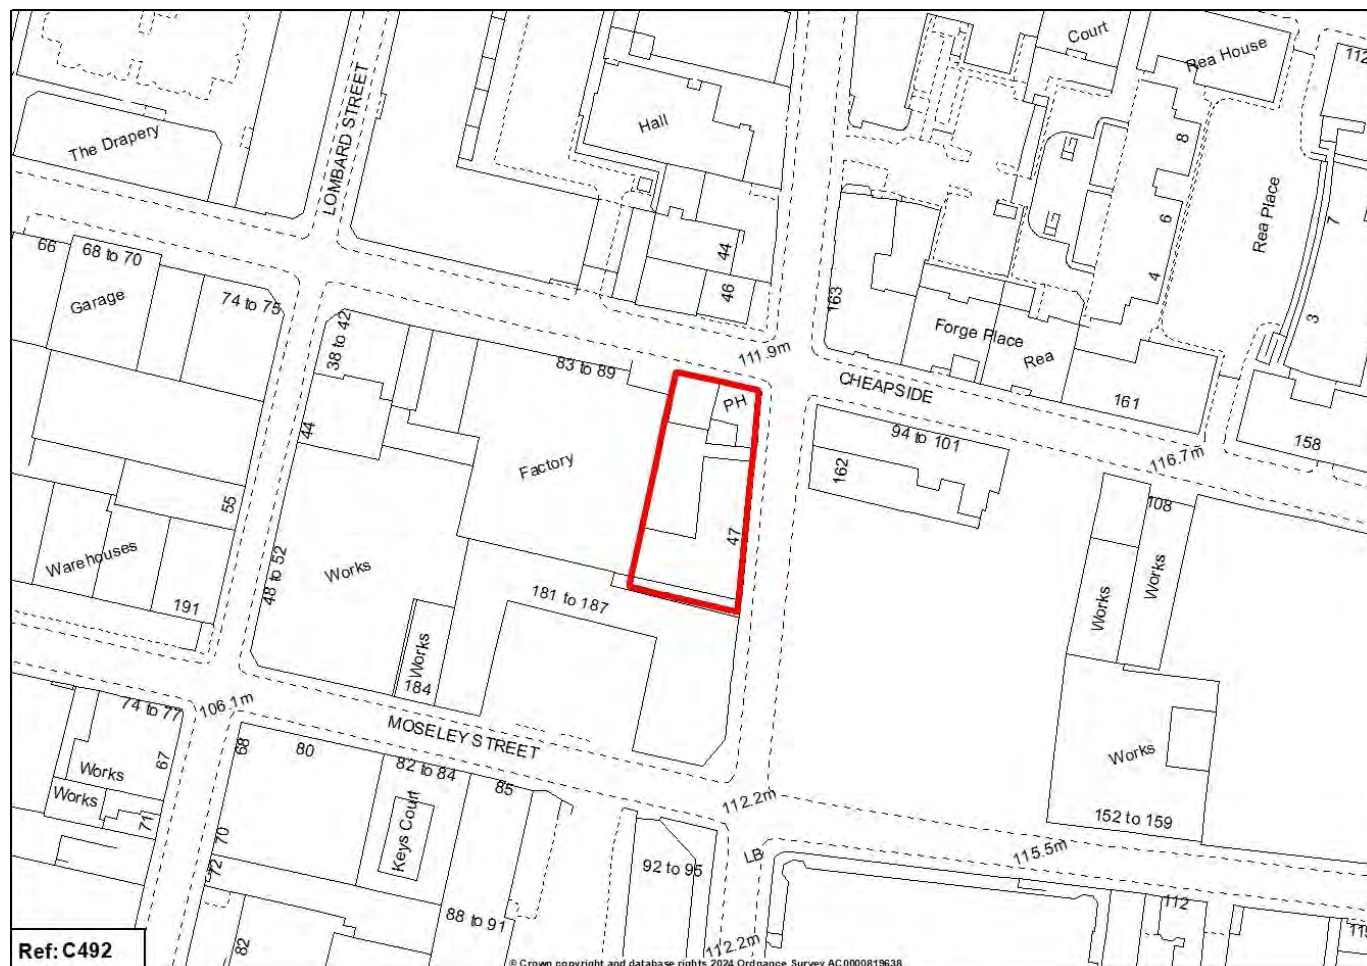 Court
Rea House
112
LOMBARD STREET
The Drapery
Hall
8
Rea Place
7
6
44
66
68 to 70
Garage
74 to 75
46
4
163
3
38 to 42
Forge Place
Rea
111.9m
83 to 89
CHEAPSIDE
PH
161
94 to 101
158
44
Factory
162
116.7m
108
55
47
Warehouses
Works
48 to 52
Works
Works
191
181 to 187
Works
184
74 to 77
106.1m
MOSELEY STREET
68
80
82 to 84
85
67
Works
Works
71
Works
152 to 159
112.2m
Keys Court
70
72
LB
115.5m
92 to 95
88 to 91
112
82
112.2m
Ref: C492
© Crown copyright and database rights 2024 Ordnance Survey AC0000819638